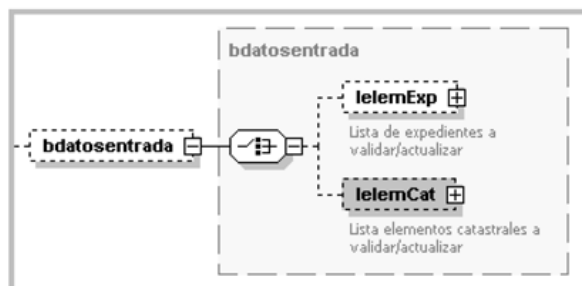 bdatosentrada
bdatosentrada
lelemExp
Lista de expedientes a
validar/actualizar
lelemCat
Lista elementos catastrales a
validar/actualizar